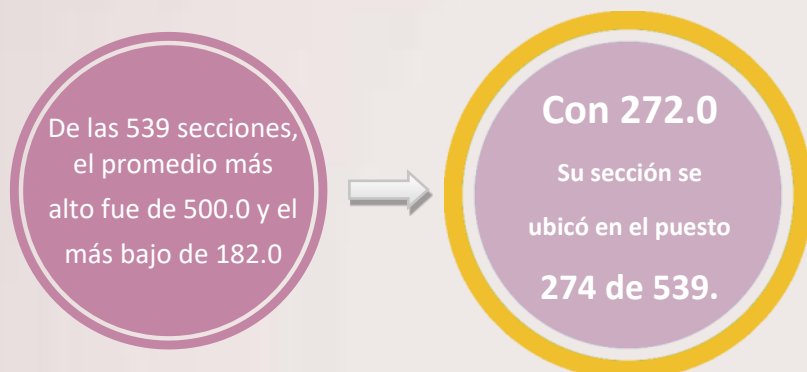 De las 539 secciones,
el promedio más
alto fue de 500.0 y el
más bajo de 182.0
Con 272.0
Su sección se
ubicó en el puesto
274 de 539.